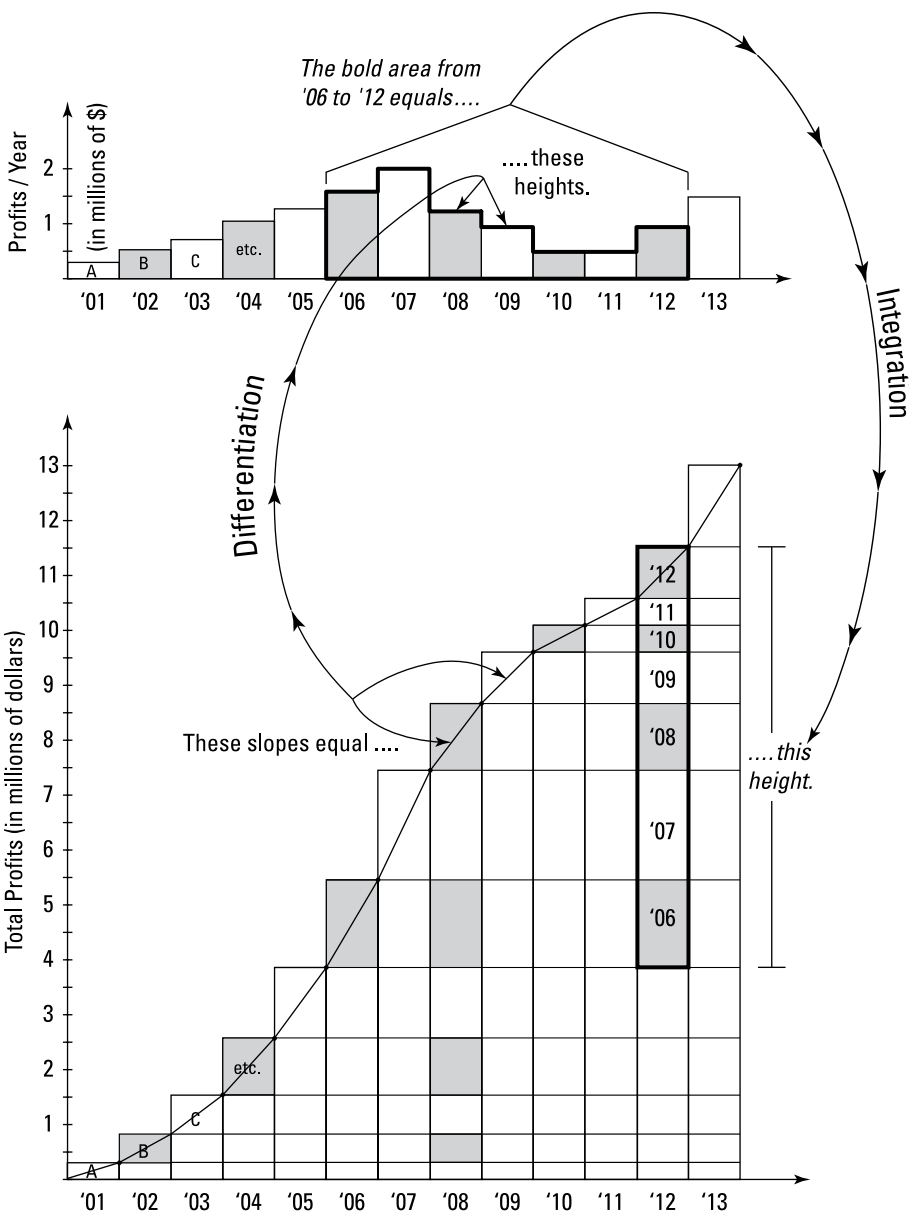 The bold area from
'06 to '12 equals....
....these
heights.
Profits / Year
(in millions of $)
2
1
A
B
C
etc.
‘01 ‘02 ‘03 ‘04 ‘05 ‘06 ‘07 ‘08 ‘09 ‘10 ‘11 ‘12 ‘13
Differentiation
Integration
Total Profits (in millions of dollars)
13
12
11
10
9
8
7
6
5
4
3
2
1
‘12
‘11
‘10
‘09
‘08
‘07
‘06
These slopes equal ....
....this
height.
etc.
C
B
A
‘01 ‘02 ‘03 ‘04 ‘05 ‘06 ‘07 ‘08 ‘09 ‘10 ‘11 ‘12 ‘13